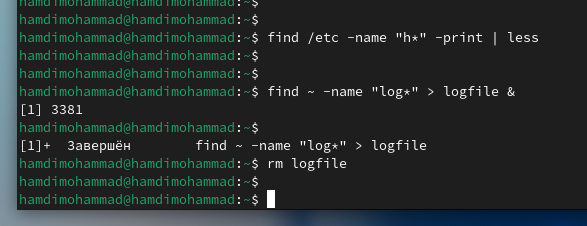 hamdimohammad@hamdimohammad:~$
hamdimohammad@hamdimohammad:~$
hamdimohammad@hamdimohammad:~$ find /etc -name "h*" -print | less
hamdimohammad@hamdimohammad:~$
hamdimohammad@hamdimohammad:~$
hamdimohammad@hamdimohammad:~$ find ~ -name "log*" > logfile &
[1] 3381
hamdimohammad@hamdimohammad:~$
[1]+  Завершён        find ~ -name "log*" > logfile
hamdimohammad@hamdimohammad:~$ rm logfile
hamdimohammad@hamdimohammad:~$
hamdimohammad@hamdimohammad:~$